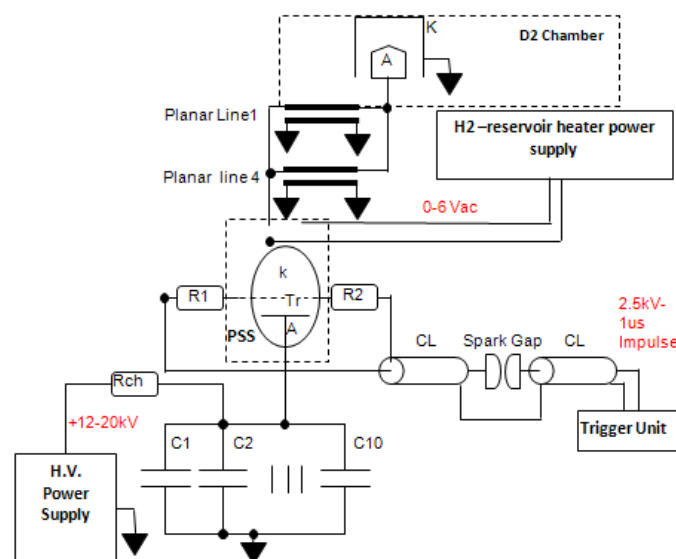 K
D2 Chamber
A
Planar Line1
H2 –reservoir heater power
supply
Planar line 4
0-6 Vac
k
R1
Tr
R2
PSS
A
2.5kV-
1us
Impulse
CL
Spark Gap
CL
Rch
+12-20kV
Trigger Unit
C1
C2
C10
H.V.
Power
Supply